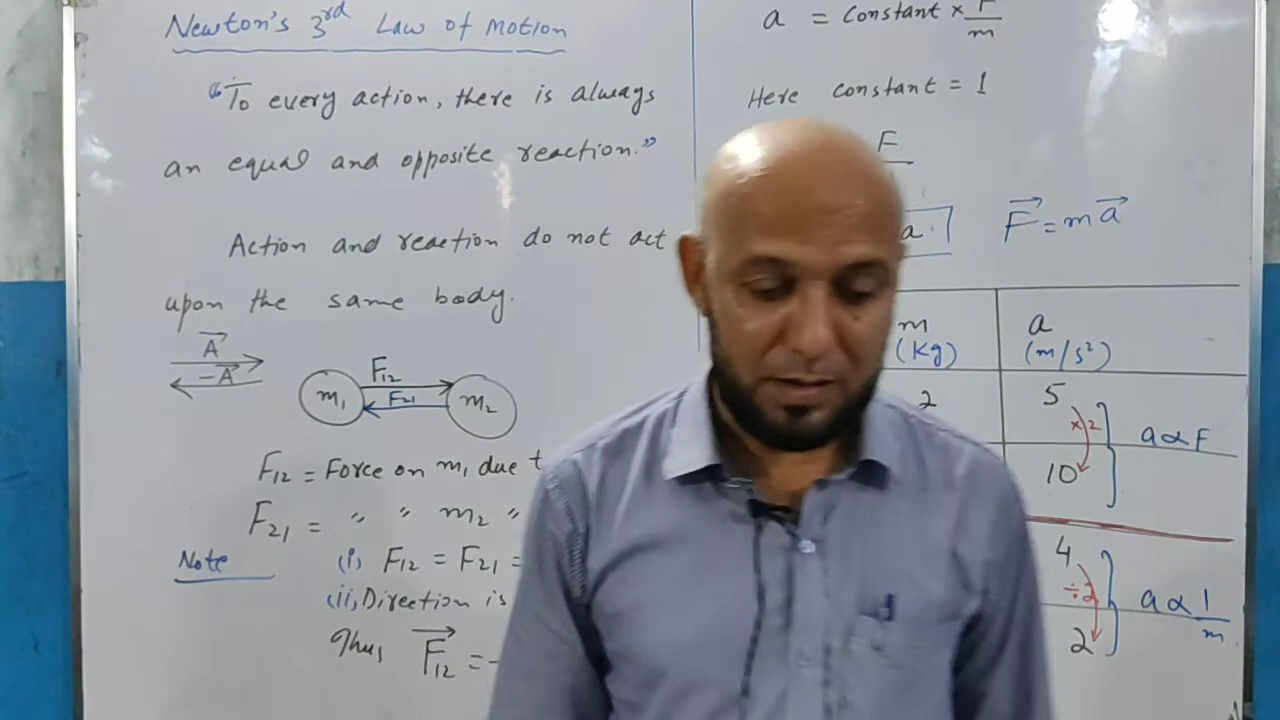 Newton's 3rd Law of Motion
"To every action, there is always
an equal and opposite reaction."
Action and reaction do not act
upon the same body.
A
-A
F12
m1 F21 m2
F12 = Force on m1 due
F21 = " " m2 "
Note (i) F12 = F21 =
(ii) Direction is
Thus F12 = -
a = Constant × F/m
Here constant = 1
F
a. F = ma
m a
(Kg) (m/s²)
2 5
×2 a ∝ F
10
4
÷2 a ∝ 1/m
2